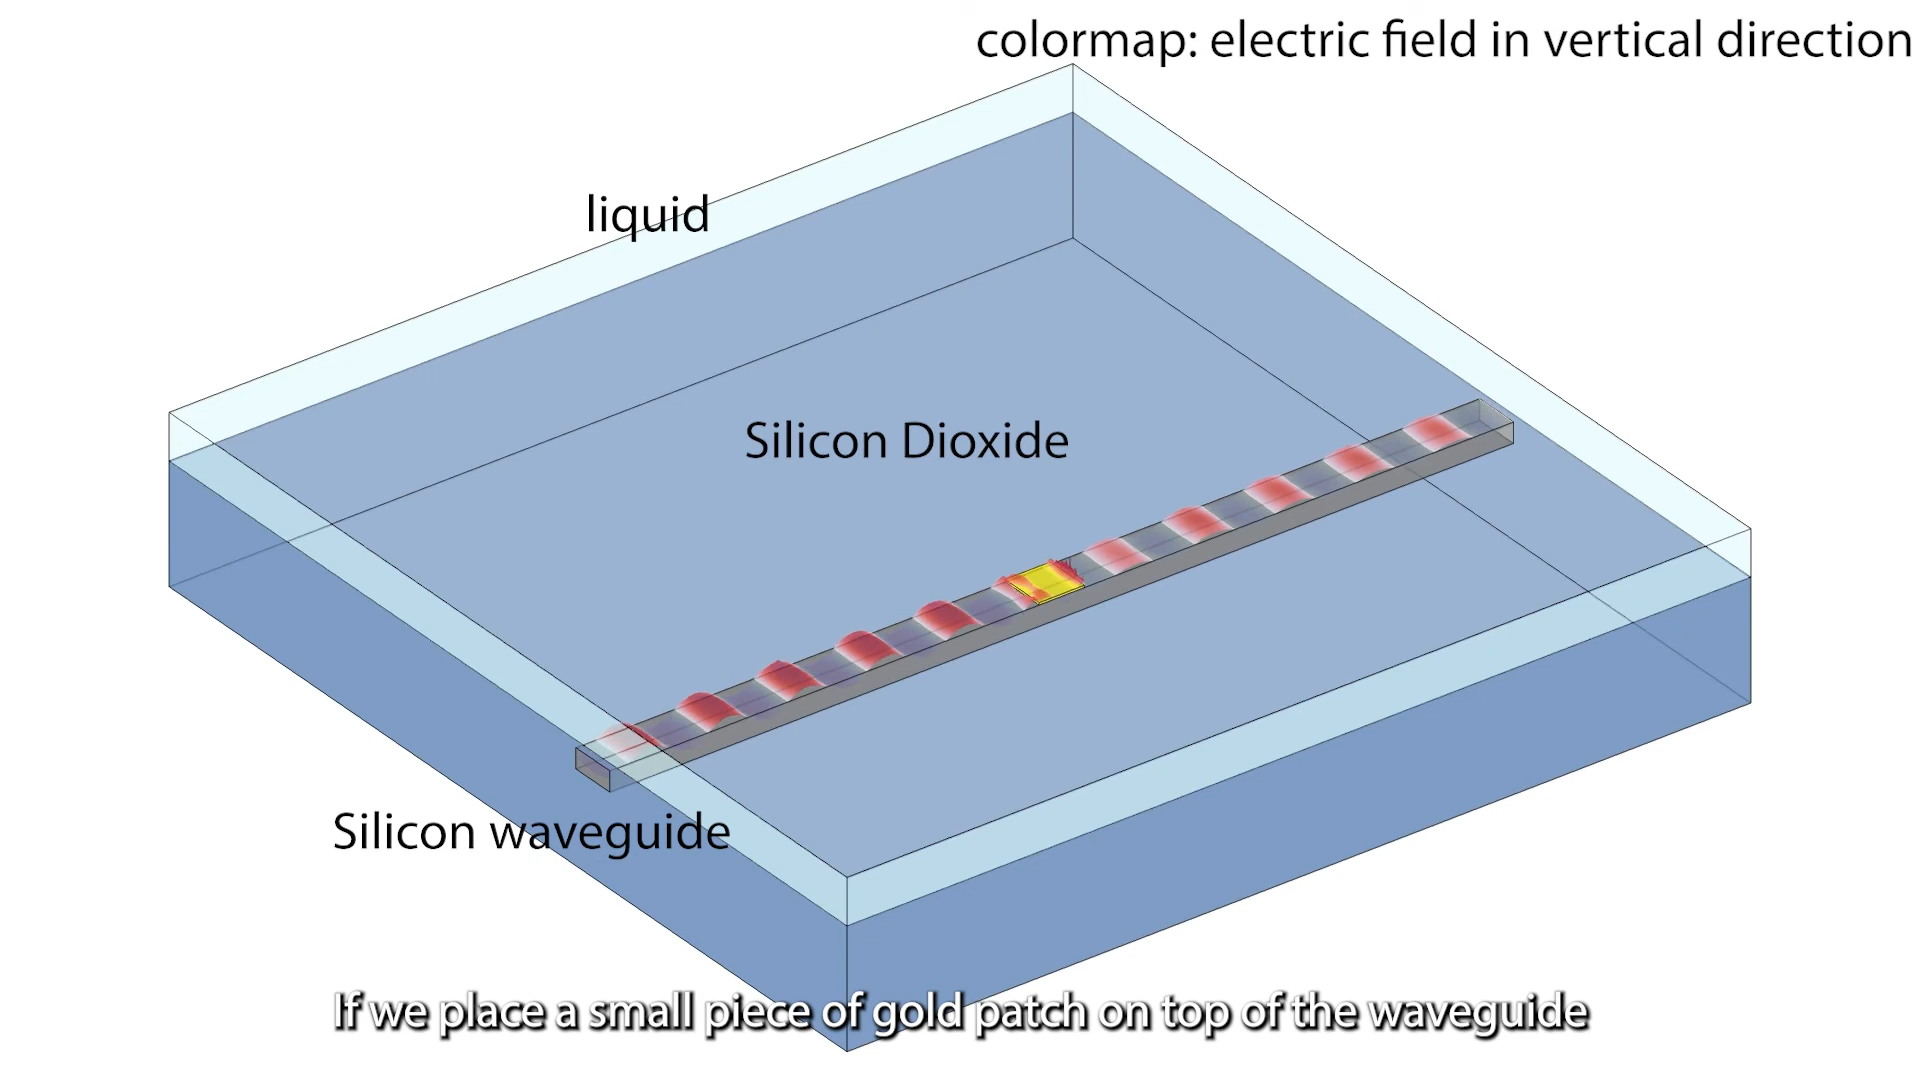 colormap: electric field in vertical direction
liquid
Silicon Dioxide
Silicon waveguide
If we place a small piece of gold patch on top of the waveguide